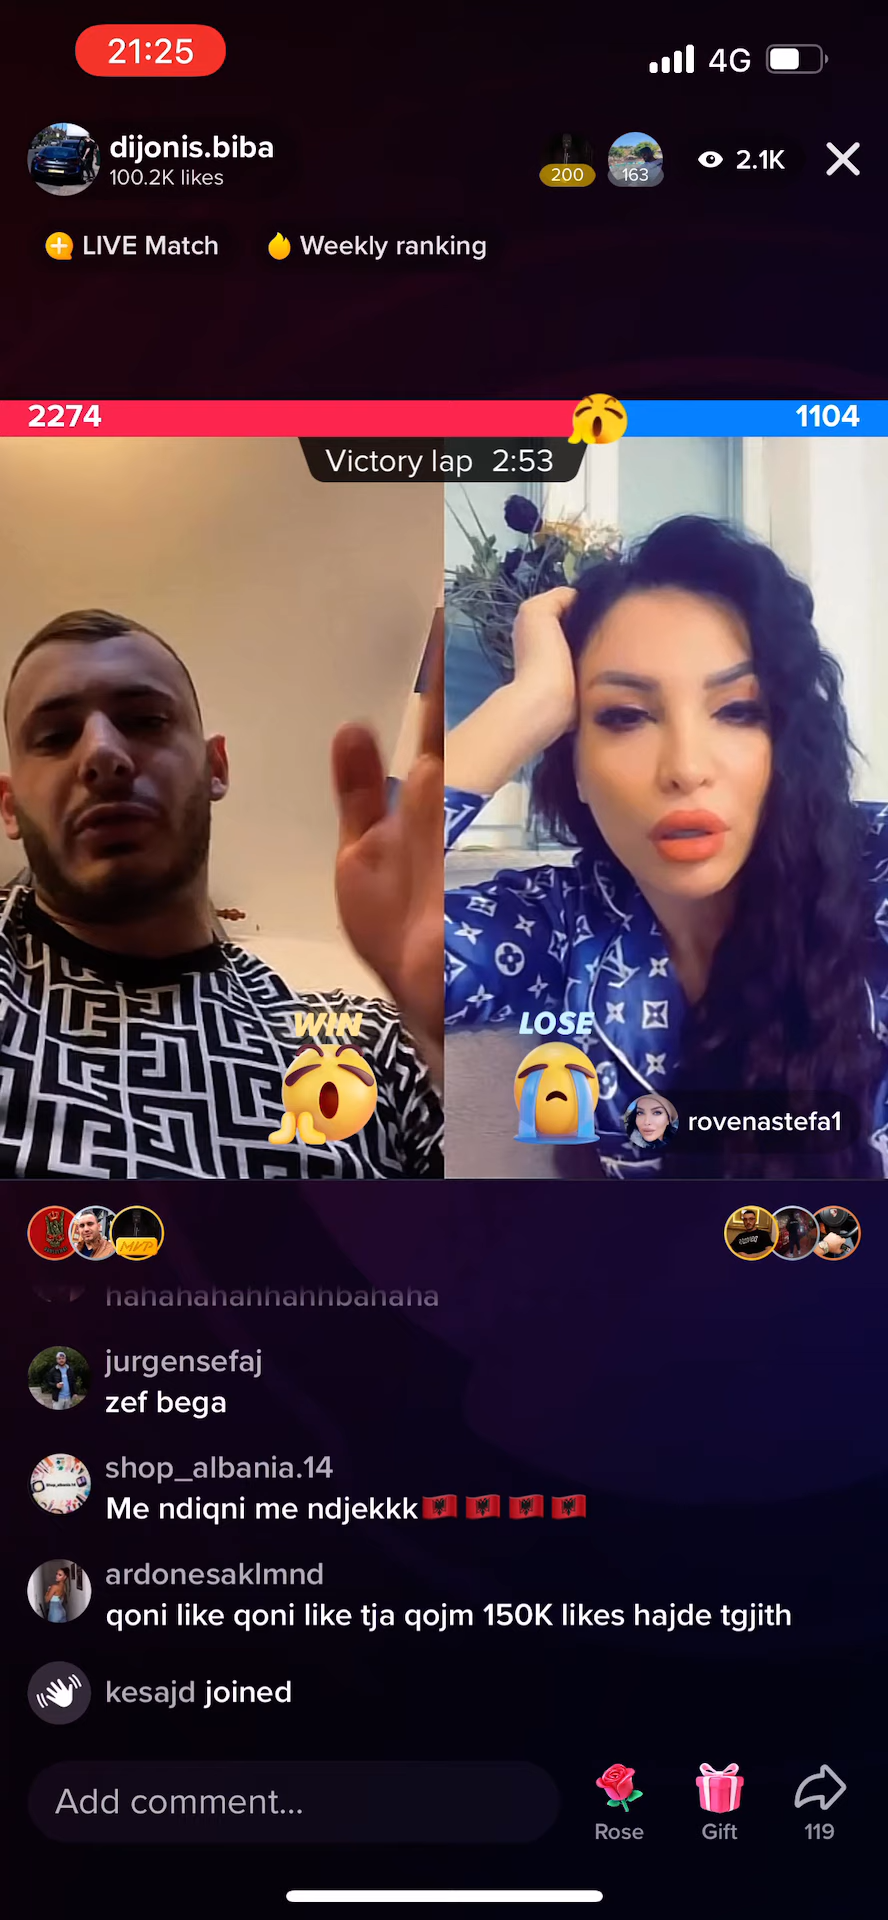 21:25
4G
dijonis.biba
100.2K likes
200
163
2.1K
LIVE Match
Weekly ranking
2274
1104
Victory lap 2:53
WIN
LOSE
rovenastefa1
MVP
hahahahahhahhbahaha
jurgensefaj
zef bega
shop_albania.14
Me ndiqni me ndjekkk🇦🇱🇦🇱🇦🇱🇦🇱
ardonesaklmnd
qoni like qoni like tja qojm 150K likes hajde tgjith
kesajd joined
Add comment...
Rose
Gift
119